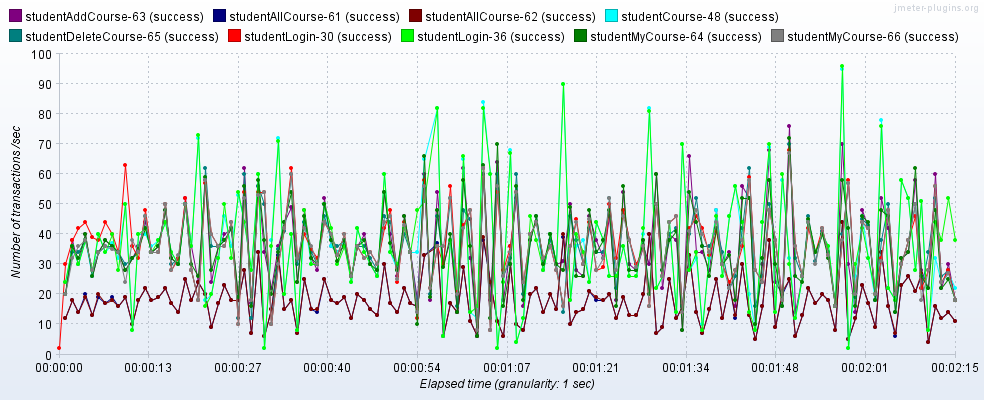 jmeter-plugins.org
studentAddCourse-63 (success) studentAllCourse-61 (success) studentAllCourse-62 (success) studentCourse-48 (success)
studentDeleteCourse-65 (success) studentLogin-30 (success) studentLogin-36 (success) studentMyCourse-64 (success) studentMyCourse-66 (success)
Number of transactions /sec
100
90
80
70
60
50
40
30
20
10
0
00:00:00 00:00:13 00:00:27 00:00:40 00:00:54 00:01:07 00:01:21 00:01:34 00:01:48 00:02:01 00:02:15
Elapsed time (granularity: 1 sec)